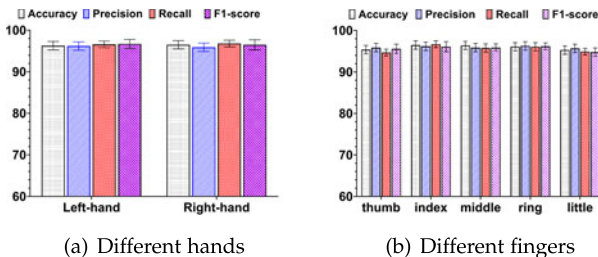 Accuracy Precision Recall F1-score
100
90
80
70
60
Left-hand Right-hand
(a) Different hands
Accuracy Precision Recall F1-score
100
90
80
70
60
thumb index middle ring little
(b) Different fingers